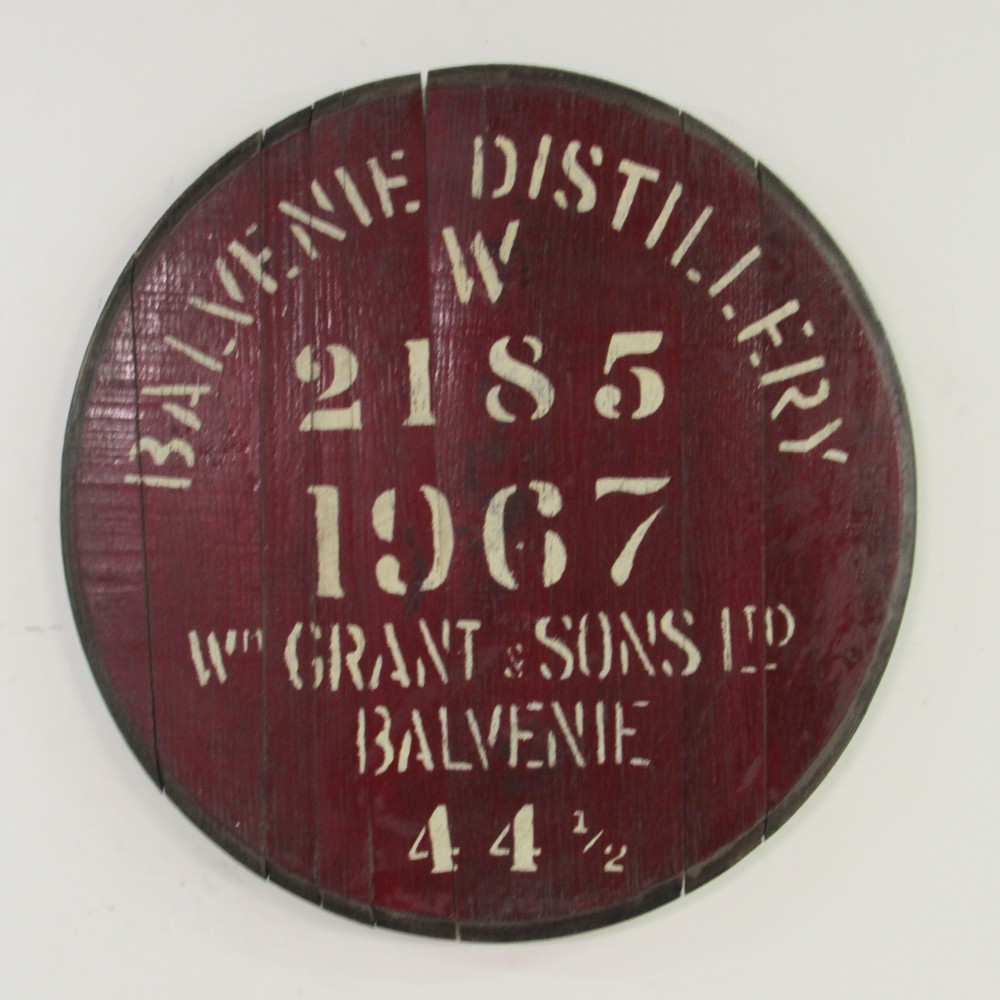 BALVENIE DISTILLERY
W
2185
1967
Wm GRANT & SONS LTD
BALVENIE
44 1/2